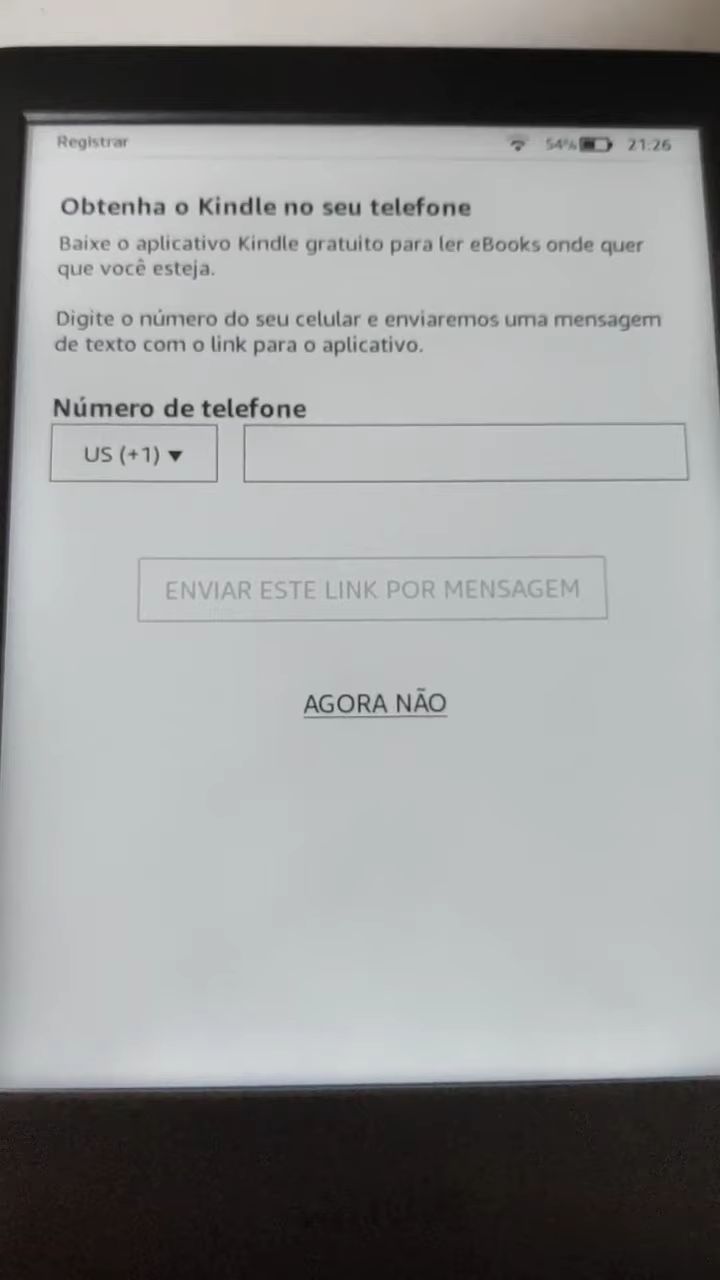 Registrar 54% 21:26
Obtenha o Kindle no seu telefone
Baixe o aplicativo Kindle gratuito para ler eBooks onde quer
que você esteja.
Digite o número do seu celular e enviaremos uma mensagem
de texto com o link para o aplicativo.
Número de telefone
US (+1) ▼
ENVIAR ESTE LINK POR MENSAGEM
AGORA NÃO